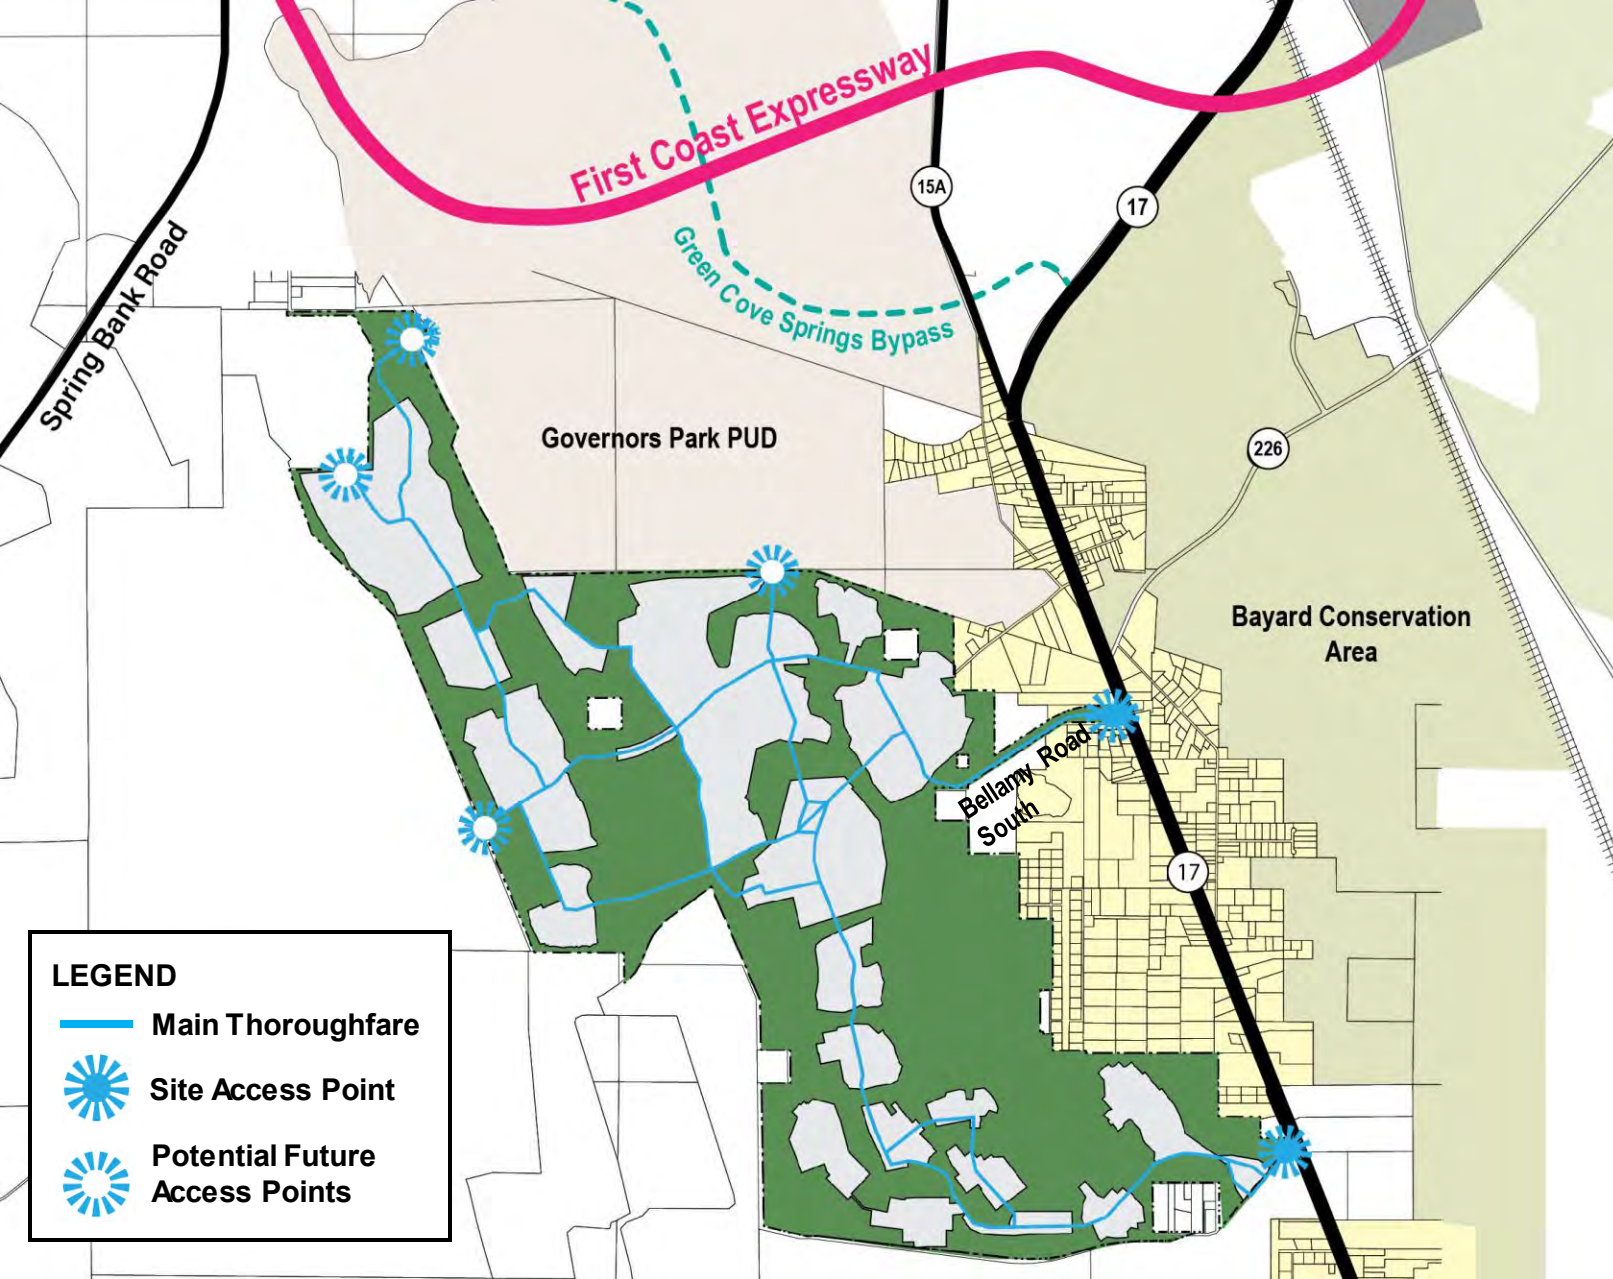 First Coast Expressway
15A
17
Spring Bank Road
Green Cove Springs Bypass
Governors Park PUD
226
Bayard Conservation
Area
Bellamy Road
South
17
LEGEND
Main Thoroughfare
Site Access Point
Potential Future
Access Points